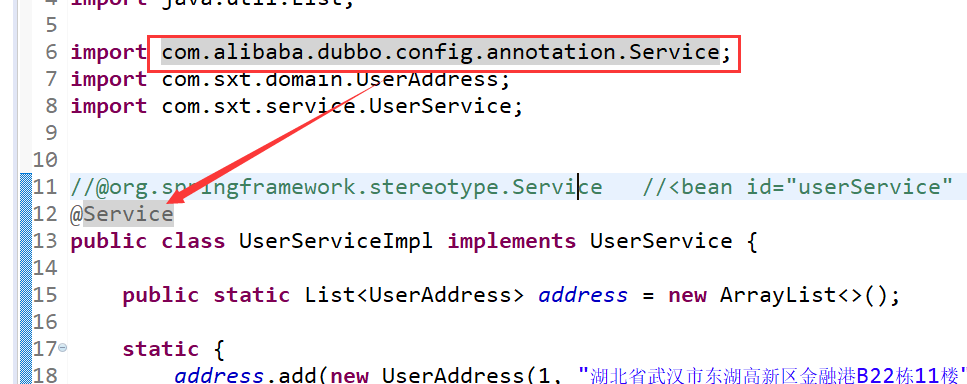 4 import java.util.List;
5
6 import com.alibaba.dubbo.config.annotation.Service;
7 import com.sxt.domain.UserAddress;
8 import com.sxt.service.UserService;
9
10
11 //@org.springframework.stereotype.Service //<bean id="userService"
12 @Service
13 public class UserServiceImpl implements UserService {
14
15 public static List<UserAddress> address = new ArrayList<>();
16
17 static {
18 address.add(new UserAddress(1, "湖北省武汉市东湖高新区金融港B22栋11楼"